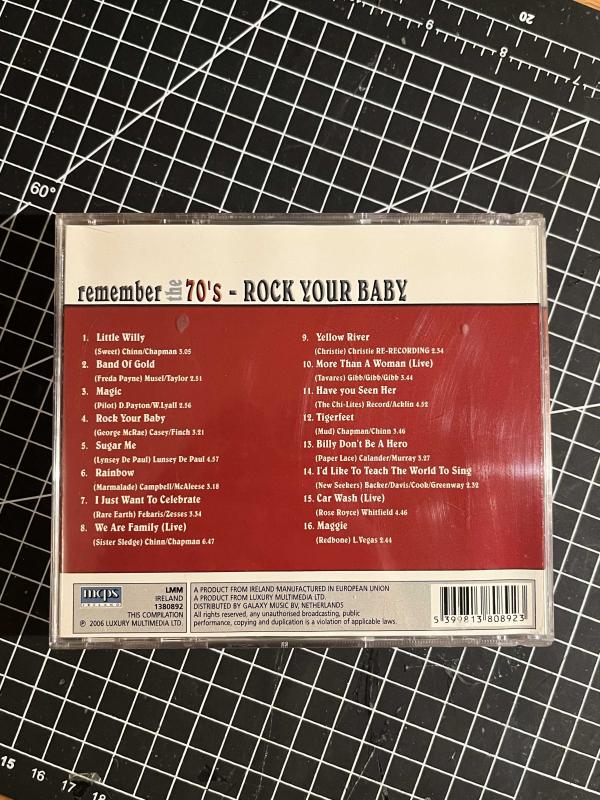 20
9
8
7
60°
remember the 70's - ROCK YOUR BABY
1. Little Willy
(Sweet) Chinn/Chapman 3.05
2. Band Of Gold
(Freda Payne) Musel/Taylor 2.51
3. Magic
(Pilot) D.Payton/W.Lyall 2.56
4. Rock Your Baby
(George McRae) Casey/Finch 3.21
5. Sugar Me
(Lynsey De Paul) Lunsey De Paul 4.57
6. Rainbow
(Marmalade) Campbell/McAleese 3.18
7. I Just Want To Celebrate
(Rare Earth) Fekaris/Zesses 3.34
8. We Are Family (Live)
(Sister Sledge) Chinn/Chapman 6.47
9. Yellow River
(Christie) Christie RE-RECORDING 2.54
10. More Than A Woman (Live)
(Tavares) Gibb/Gibb/Gibb 3.44
11. Have you Seen Her
(The Chi-Lites) Record/Acklin 4.52
12. Tigerfeet
(Mud) Chapman/Chinn 3.46
13. Billy Don't Be A Hero
(Paper Lace) Calander/Murray 3.27
14. I'd Like To Teach The World To Sing
(New Seekers) Backer/Davis/Cook/Greenway 2.32
15. Car Wash (Live)
(Rose Royce) Whitfield 4.46
16. Maggie
(Redbone) L.Vegas 2.44
mcps
IRELAND
LMM
IRELAND
1380892
THIS COMPILATION
℗ 2006 LUXURY MULTIMEDIA LTD.
A PRODUCT FROM IRELAND MANUFACTURED IN EUROPEAN UNION
A PRODUCT FROM LUXURY MULTIMEDIA LTD.
DISTRIBUTED BY GALAXY MUSIC BV, NETHERLANDS
All rights reserved, any unauthorised broadcasting, public
performance, copying and duplication is a violation of applicable laws.
5 399813 808923
15
16
17
18